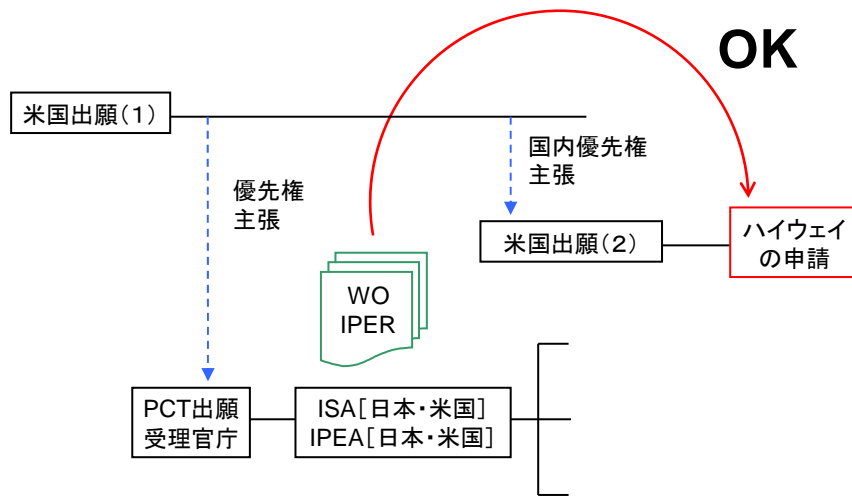 OK
米国出願(1)
優先権
主張
国内優先権
主張
米国出願(2)
ハイウェイ
の申請
WO
IPER
PCT出願
受理官庁
ISA[日本・米国]
IPEA[日本・米国]